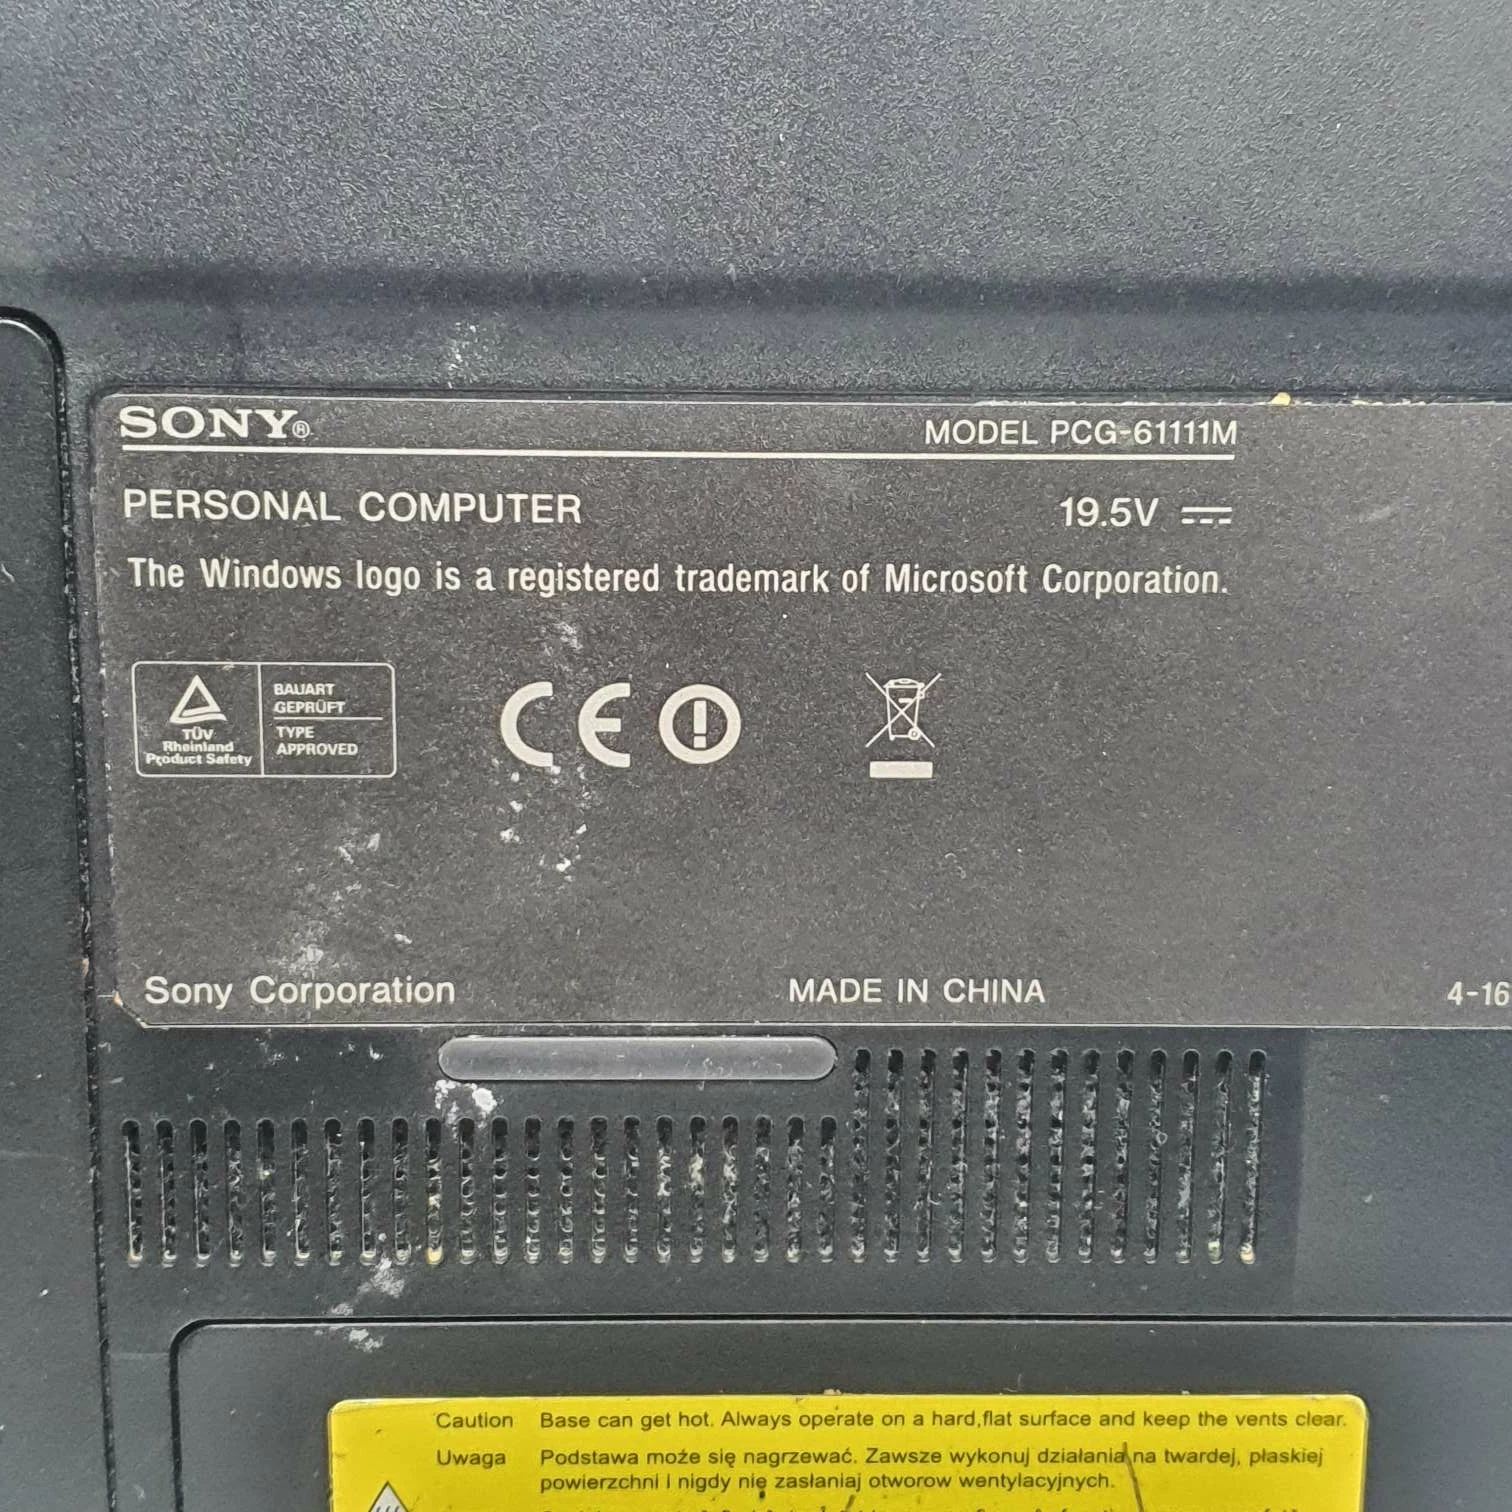 SONY®
MODEL PCG-61111M
PERSONAL COMPUTER
19.5V
The Windows logo is a registered trademark of Microsoft Corporation.
TÜV
Rheinland
Product Safety
BAUART
GEPRÜFT
TYPE
APPROVED
CE
Sony Corporation
MADE IN CHINA
4-16
Caution Base can get hot. Always operate on a hard,flat surface and keep the vents clear.
Uwaga Podstawa może się nagrzewać. Zawsze wykonuj działania na twardej, płaskiej
powierzchni i nigdy nie zasłaniaj otworow wentylacyjnych.